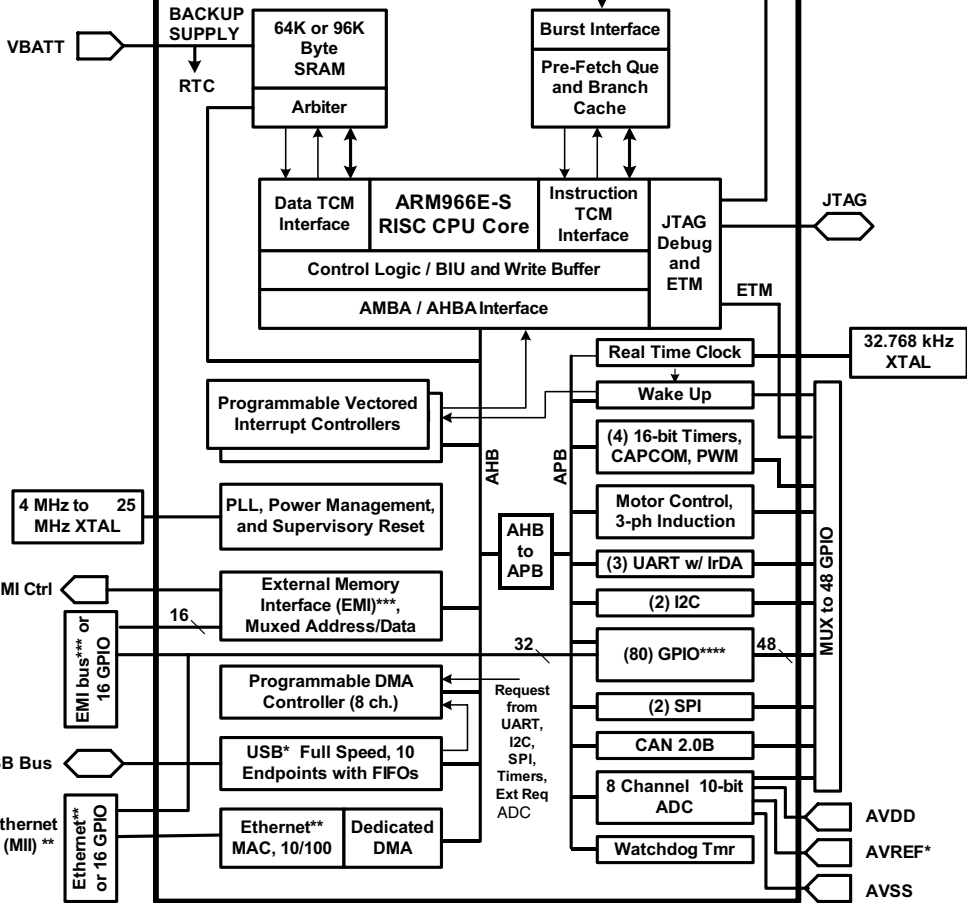 BACKUP
SUPPLY
VBATT
RTC
64K or 96K
Byte
SRAM
Arbiter
Burst Interface
Pre-Fetch Que
and Branch
Cache
Data TCM
Interface
ARM966E-S
RISC CPU Core
Instruction
TCM
Interface
JTAG
Debug
and
ETM
JTAG
Control Logic / BIU and Write Buffer
AMBA / AHBA Interface
ETM
Real Time Clock
32.768 kHz
XTAL
Wake Up
Programmable Vectored
Interrupt Controllers
(4) 16-bit Timers,
CAPCOM, PWM
AHB
APB
4 MHz to 25
MHz XTAL
PLL, Power Management,
and Supervisory Reset
Motor Control,
3-ph Induction
AHB
to
APB
(3) UART w/ IrDA
MUX to 48 GPIO
MI Ctrl
External Memory
Interface (EMI)***,
Muxed Address/Data
(2) I2C
16
EMI bus*** or
16 GPIO
32
(80) GPIO****
48
Programmable DMA
Controller (8 ch.)
Request
from
UART,
I2C,
SPI,
Timers,
Ext Req
ADC
(2) SPI
CAN 2.0B
SB Bus
USB* Full Speed, 10
Endpoints with FIFOs
8 Channel 10-bit
ADC
thernet
(MII) **
Ethernet**
or 16 GPIO
Ethernet**
MAC, 10/100
Dedicated
DMA
Watchdog Tmr
AVDD
AVREF*
AVSS